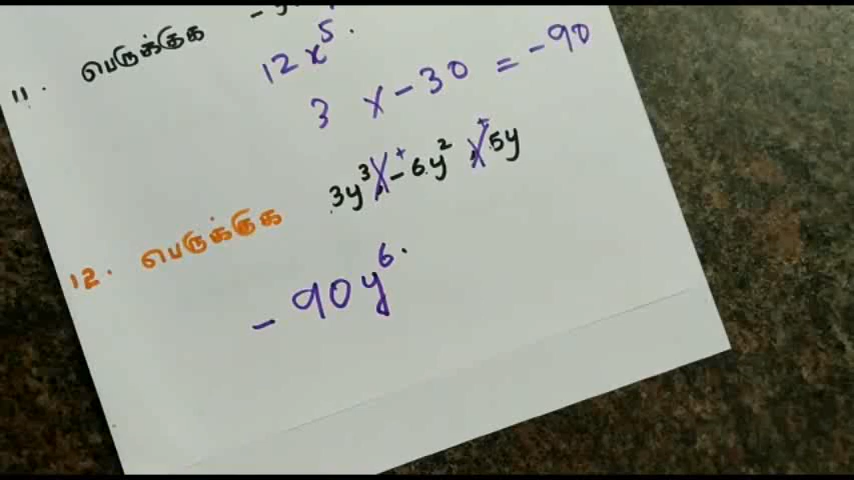 11. பெருக்குக
12x⁵.
3 x - 30 = - 90
12. பெருக்குக 3y³ x - 6y² x 5y
- 90y⁶.